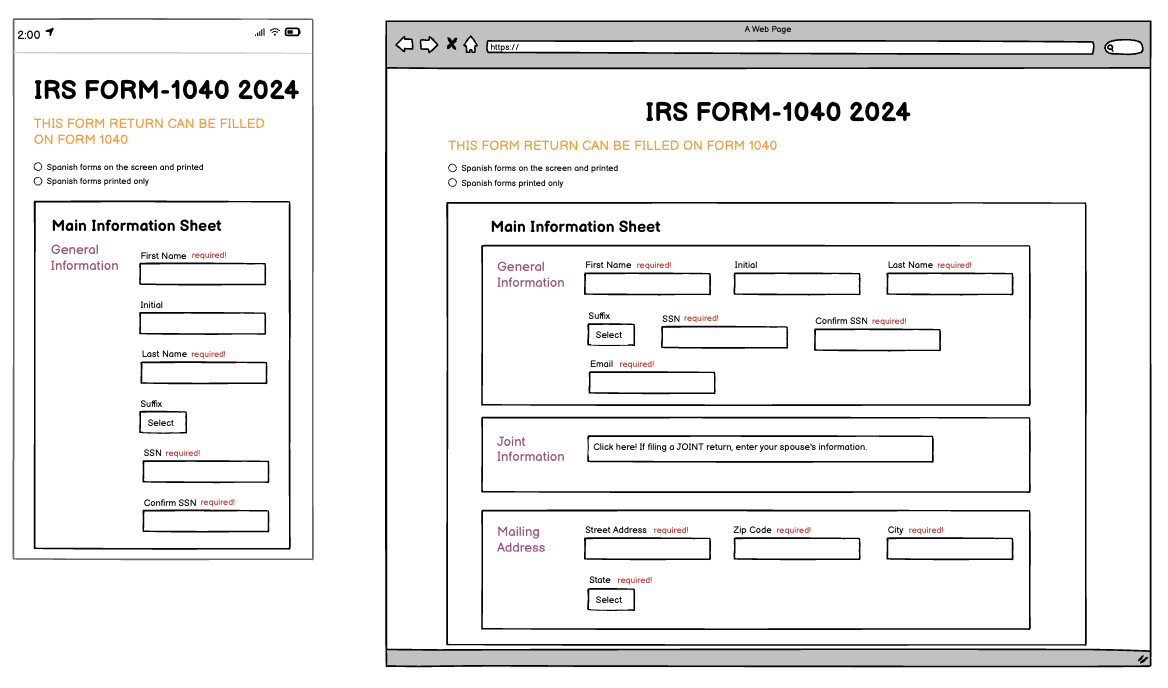 2:00
IRS FORM-1040 2024
THIS FORM RETURN CAN BE FILLED
ON FORM 1040
Spanish forms on the screen and printed
Spanish forms printed only
Main Information Sheet
General
Information
First Name required!
Initial
Last Name required!
Suffix
Select
SSN required!
Confirm SSN required!
A Web Page
https://
IRS FORM-1040 2024
THIS FORM RETURN CAN BE FILLED ON FORM 1040
Spanish forms on the screen and printed
Spanish forms printed only
Main Information Sheet
General
Information
First Name required!
Initial
Last Name required!
Suffix
Select
SSN required!
Confirm SSN required!
Email required!
Joint
Information
Click here! If filing a JOINT return, enter your spouse's information.
Mailing
Address
Street Address required!
Zip Code required!
City required!
State required!
Select